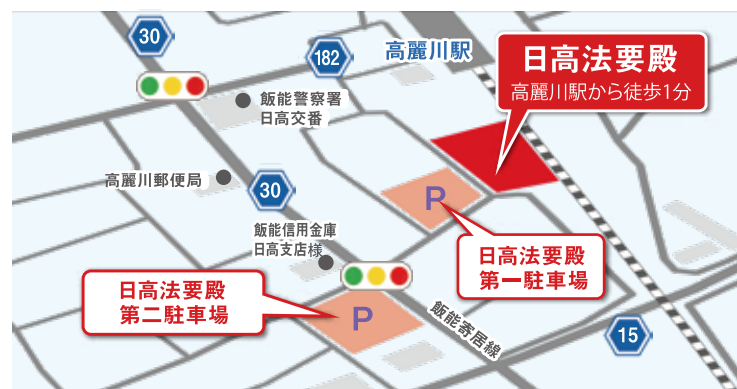 30
182
高麗川駅
日高法要殿
高麗川駅から徒歩1分
飯能警察署
日高交番
高麗川郵便局
30
P
飯能信用金庫
日高支店様
日高法要殿
第一駐車場
日高法要殿
第二駐車場
P
飯能寄居線
15